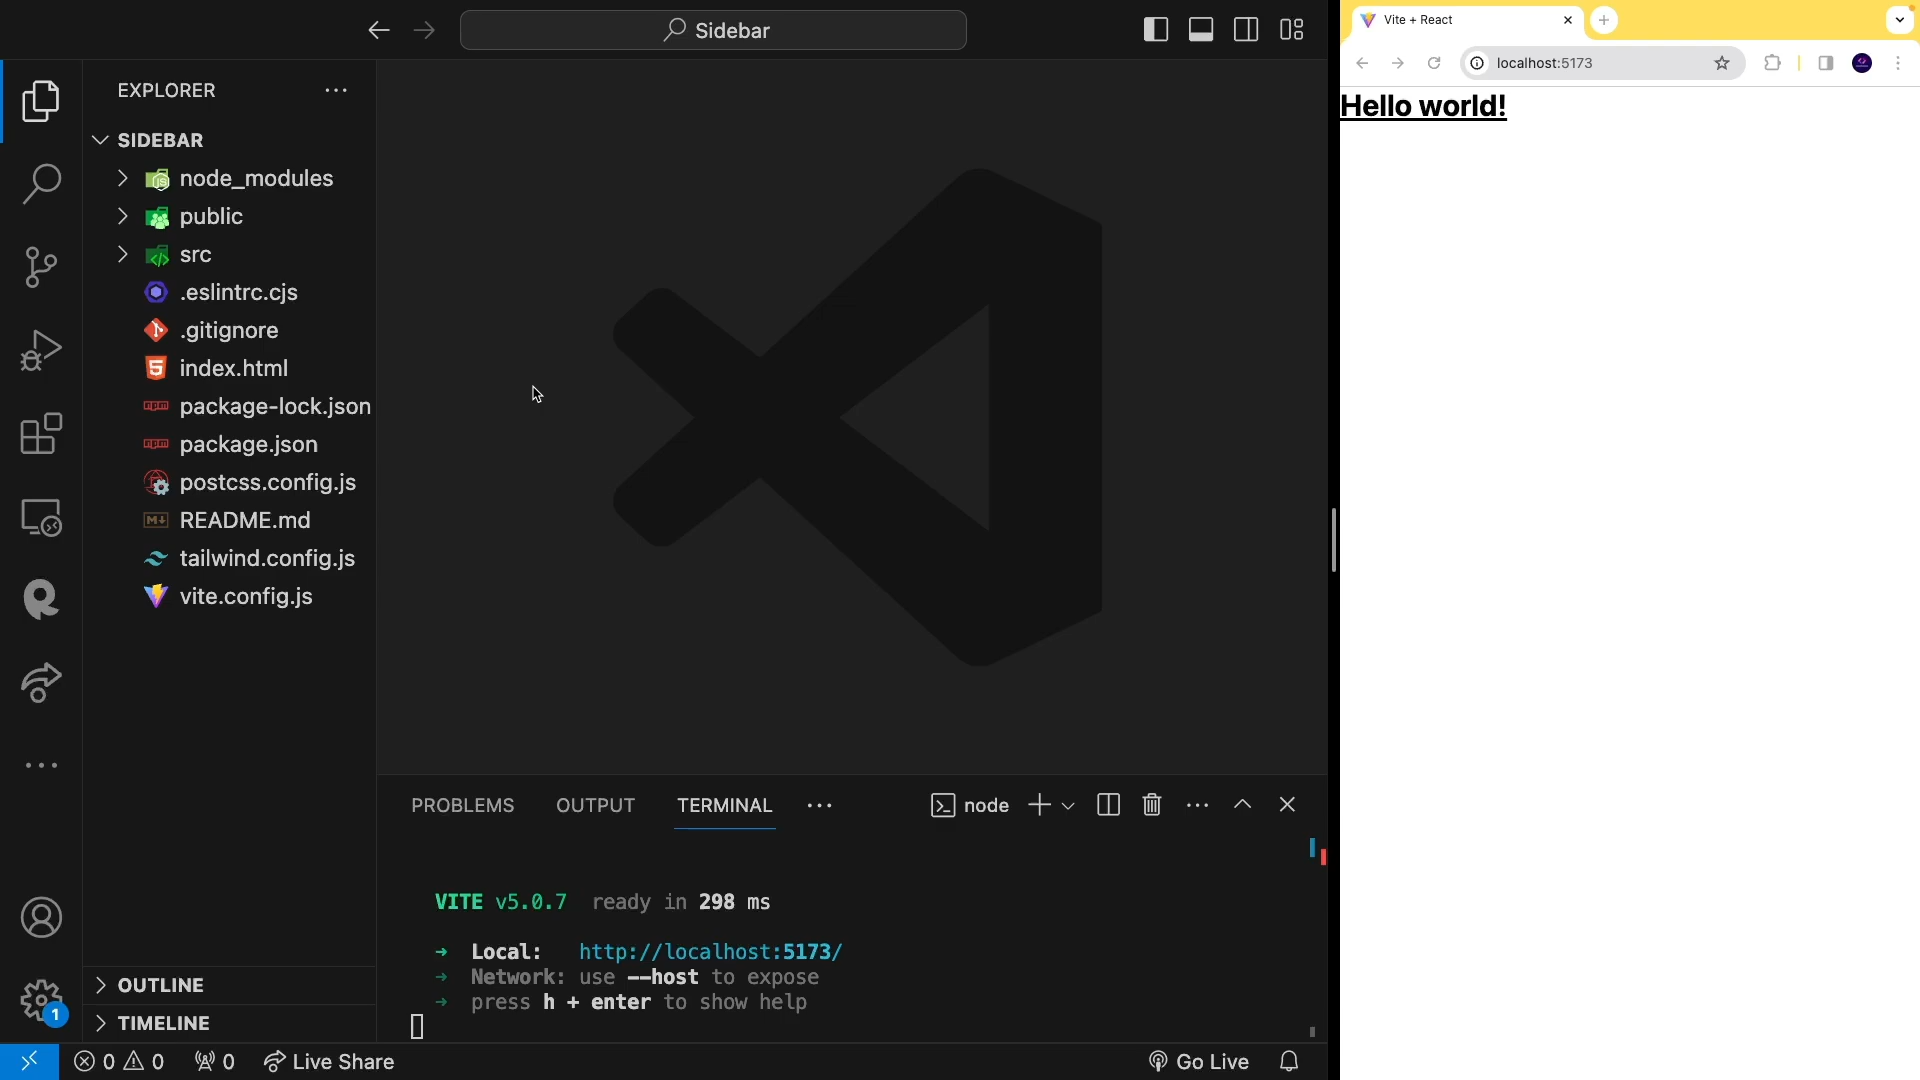 Sidebar
EXPLORER
SIDEBAR
node_modules
public
src
.eslintrc.cjs
.gitignore
index.html
package-lock.json
package.json
postcss.config.js
README.md
tailwind.config.js
vite.config.js
OUTLINE
TIMELINE
PROBLEMS OUTPUT TERMINAL
node
VITE v5.0.7 ready in 298 ms
➜ Local: http://localhost:5173/
➜ Network: use --host to expose
➜ press h + enter to show help
1
0 0 0 Live Share
Go Live
Vite + React
localhost:5173
Hello world!